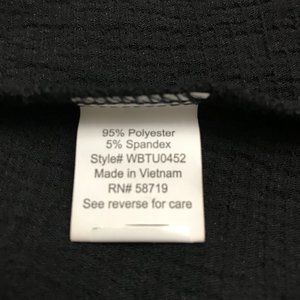 95% Polyester
5% Spandex
Style# WBTU0452
Made in Vietnam
RN# 58719
See reverse for care